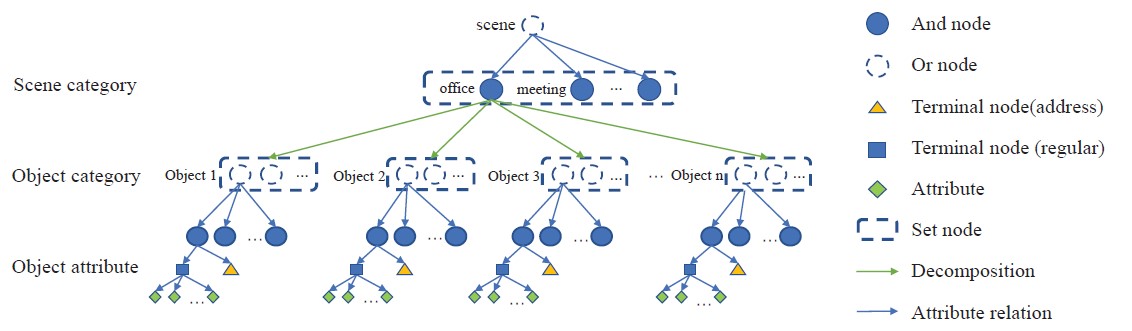 scene
Scene category
office
meeting
...
Object category
Object 1
...
Object 2
...
Object 3
...
...
Object n
...
...
...
...
...
Object attribute
...
...
...
...
And node
Or node
Terminal node(address)
Terminal node (regular)
Attribute
Set node
Decomposition
Attribute relation